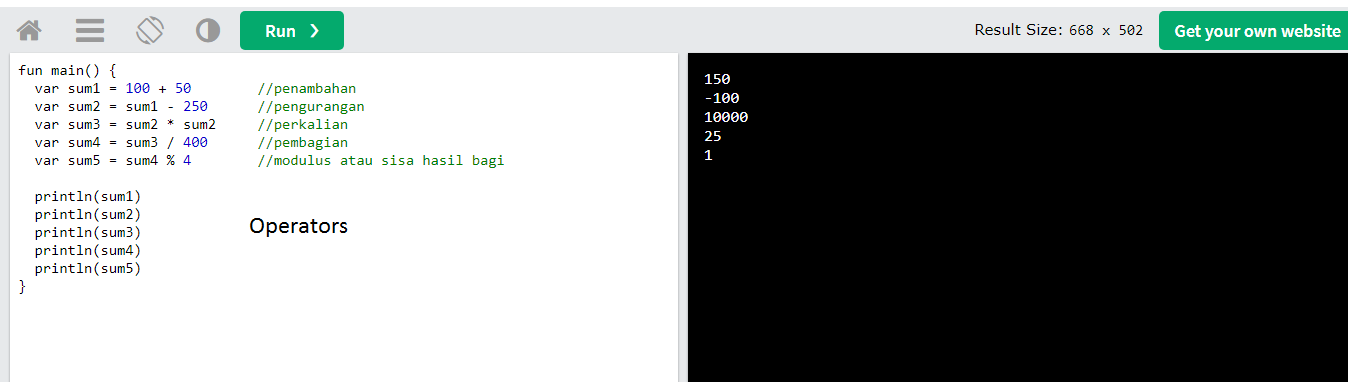 Run ❯
Result Size: 668 x 502
Get your own website
fun main() {
  var sum1 = 100 + 50        //penambahan
  var sum2 = sum1 - 250      //pengurangan
  var sum3 = sum2 * sum2     //perkalian
  var sum4 = sum3 / 400      //pembagian
  var sum5 = sum4 % 4        //modulus atau sisa hasil bagi
  println(sum1)
  println(sum2)
  println(sum3)
  println(sum4)
  println(sum5)
}
Operators
150
-100
10000
25
1